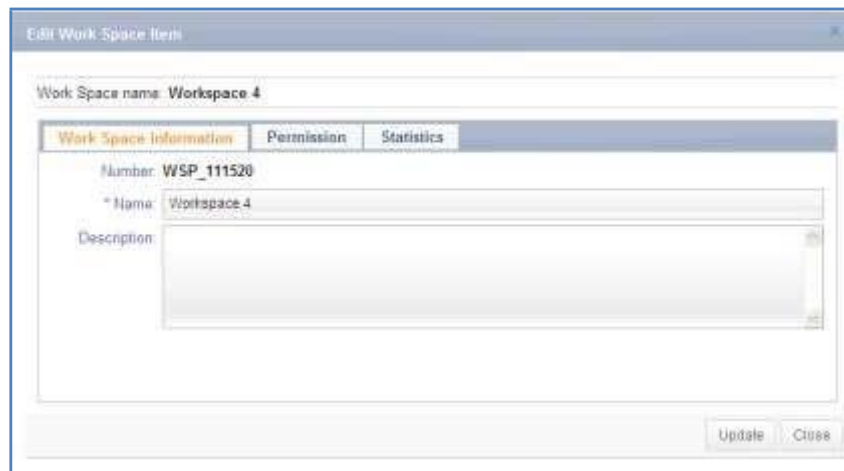 Edit Work Space Item
Work Space name: Workspace 4
Work Space Information Permission Statistics
Number: WSP_111520
* Name: Workspace 4
Description:
Update Close